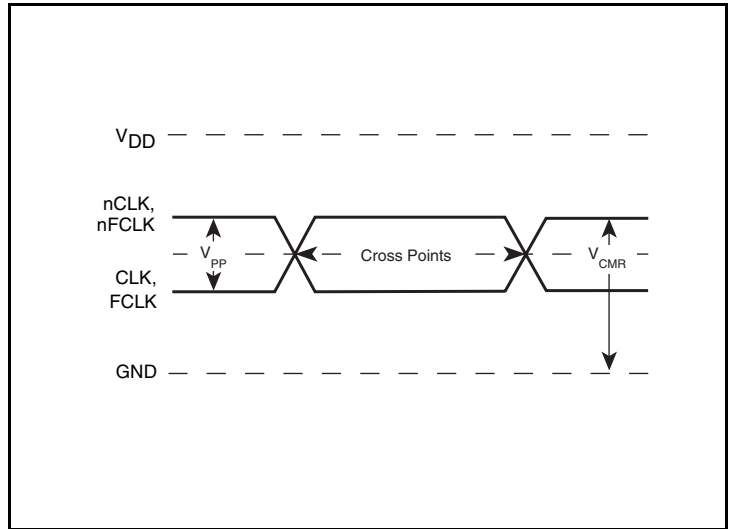 VDD
nCLK,
nFCLK
VPP
Cross Points
VCMR
CLK,
FCLK
GND